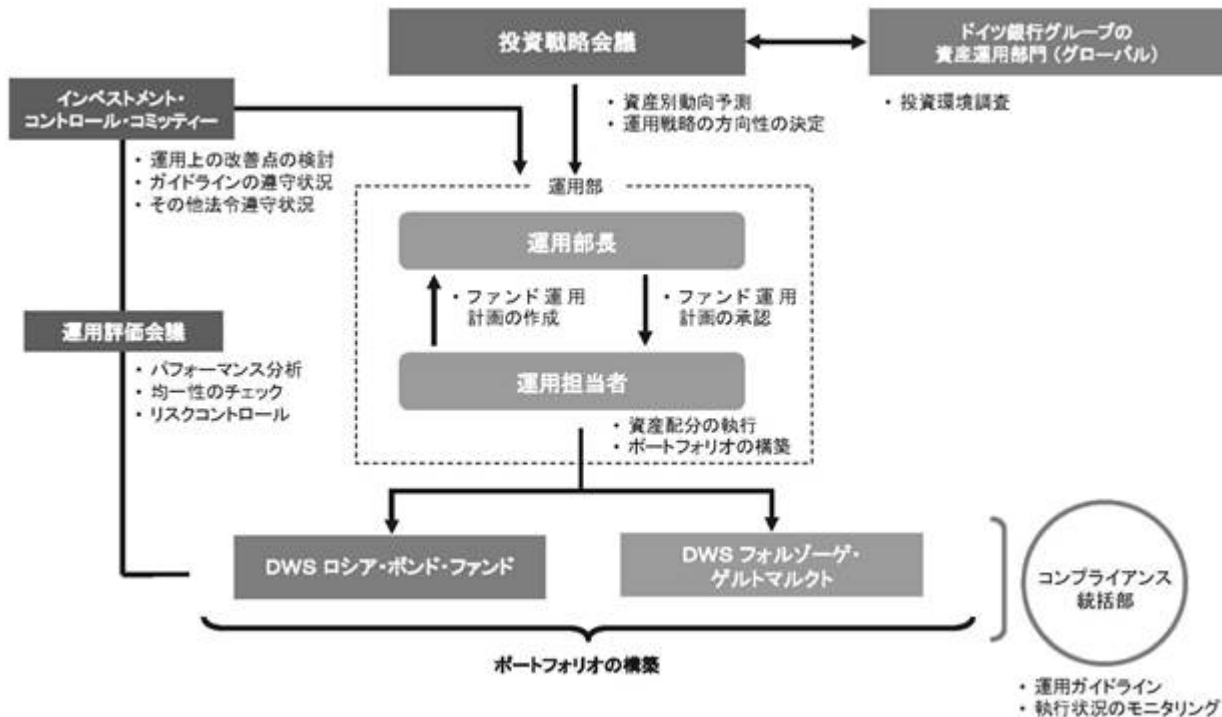 投資戦略会議
ドイツ銀行グループの
資産運用部門（グローバル）
・資産別動向予測
・運用戦略の方向性の決定
・投資環境調査
インベストメント・
コントロール・コミッティー
・運用上の改善点の検討
・ガイドラインの遵守状況
・その他法令遵守状況
運用部
運用部長
・ファンド運用
計画の作成
・ファンド運用
計画の承認
運用評価会議
・パフォーマンス分析
・均一性のチェック
・リスクコントロール
運用担当者
・資産配分の執行
・ポートフォリオの構築
DWS ロシア・ボンド・ファンド
DWS フォルゾーゲ・
ゲルトマルクト
コンプライアンス
統括部
ポートフォリオの構築
・運用ガイドライン
・執行状況のモニタリング